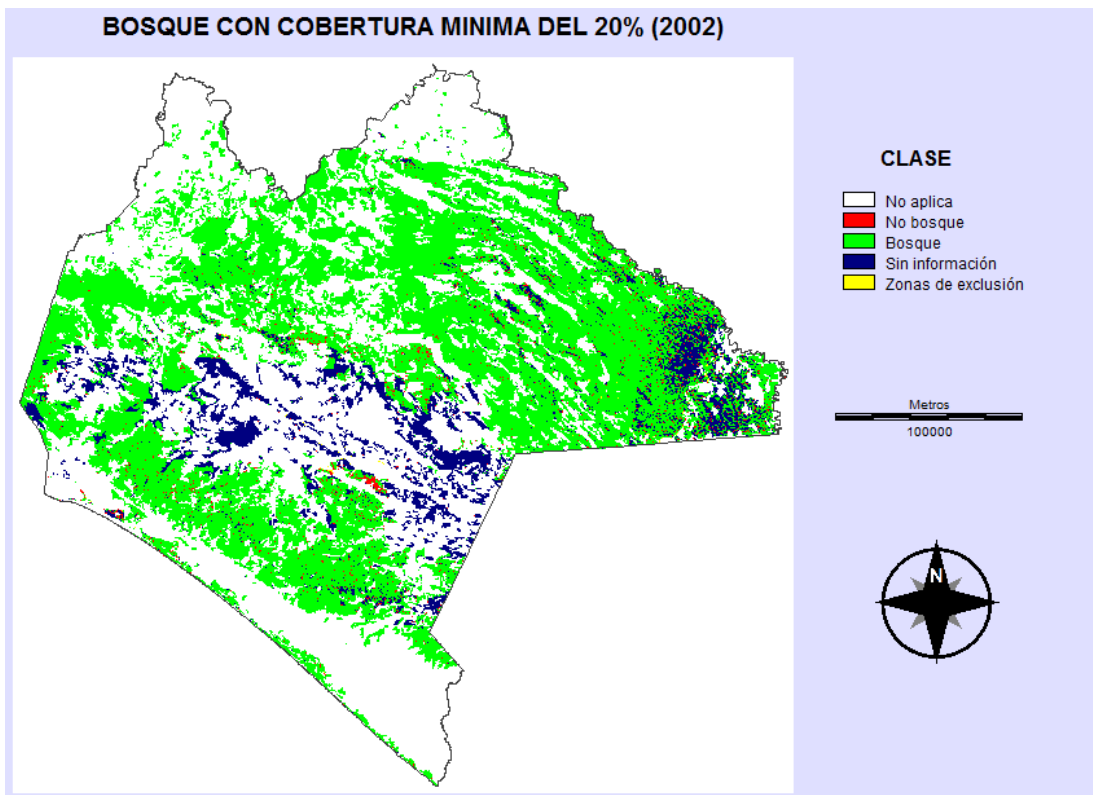 BOSQUE CON COBERTURA MINIMA DEL 20% (2002)
CLASE
No aplica
No bosque
Bosque
Sin información
Zonas de exclusión
Metros
100000
N